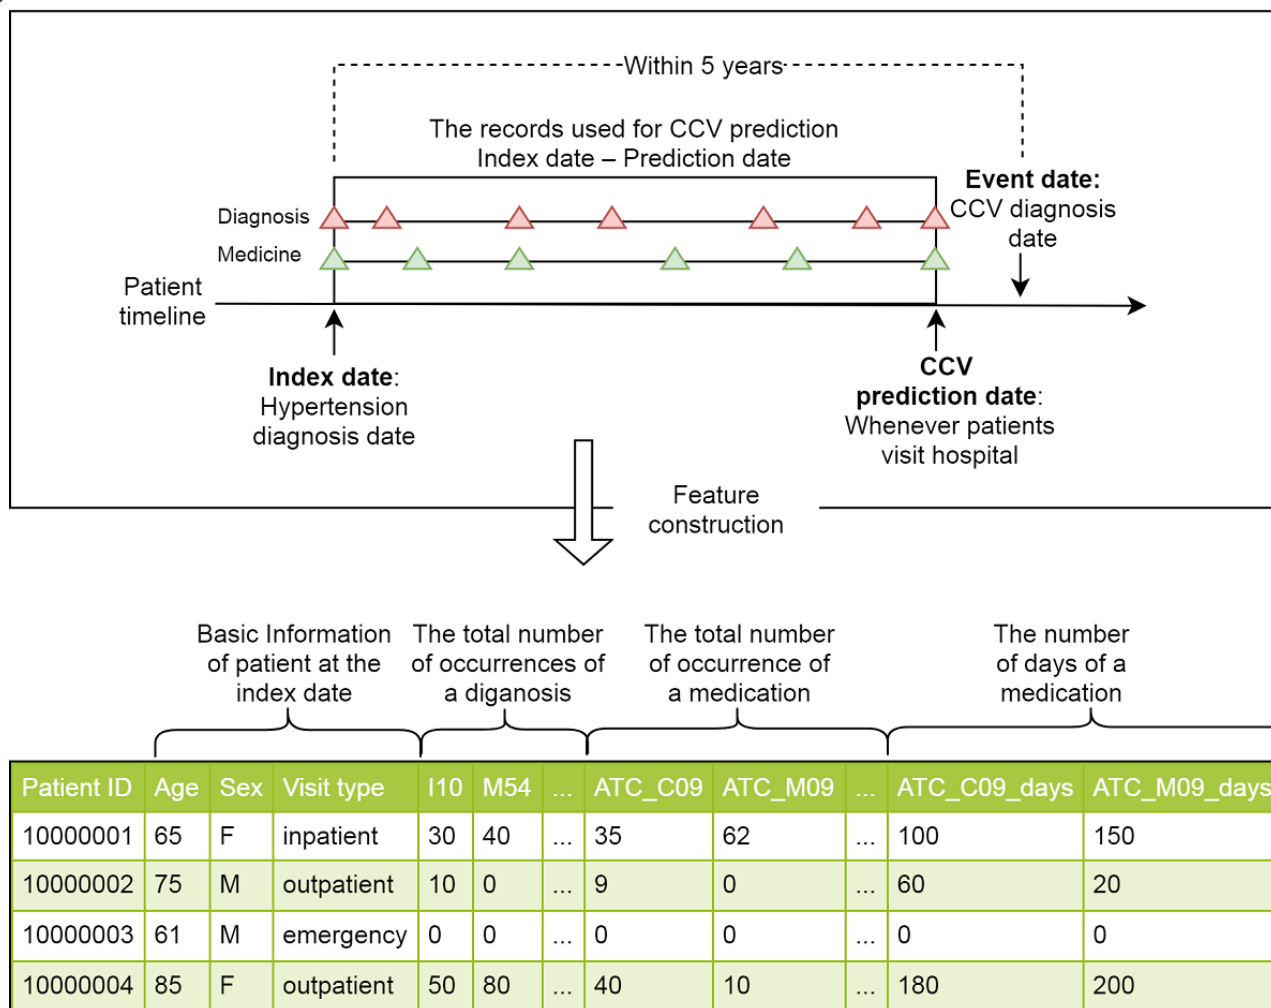 Within 5 years
The records used for CCV prediction
Index date – Prediction date
Event date:
CCV diagnosis
date
Diagnosis
Medicine
Patient
timeline
Index date:
Hypertension
diagnosis date
CCV
prediction date:
Whenever patients
visit hospital
Feature
construction
Basic Information
of patient at the
index date
The total number
of occurrences of
a diganosis
The total number
of occurrence of
a medication
The number
of days of a
medication
Patient ID Age Sex Visit type I10 M54 ... ATC_C09 ATC_M09 ... ATC_C09_days ATC_M09_days
10000001 65 F inpatient 30 40 ... 35 62 ... 100 150
10000002 75 M outpatient 10 0 ... 9 0 ... 60 20
10000003 61 M emergency 0 0 ... 0 0 ... 0 0
10000004 85 F outpatient 50 80 ... 40 10 ... 180 200